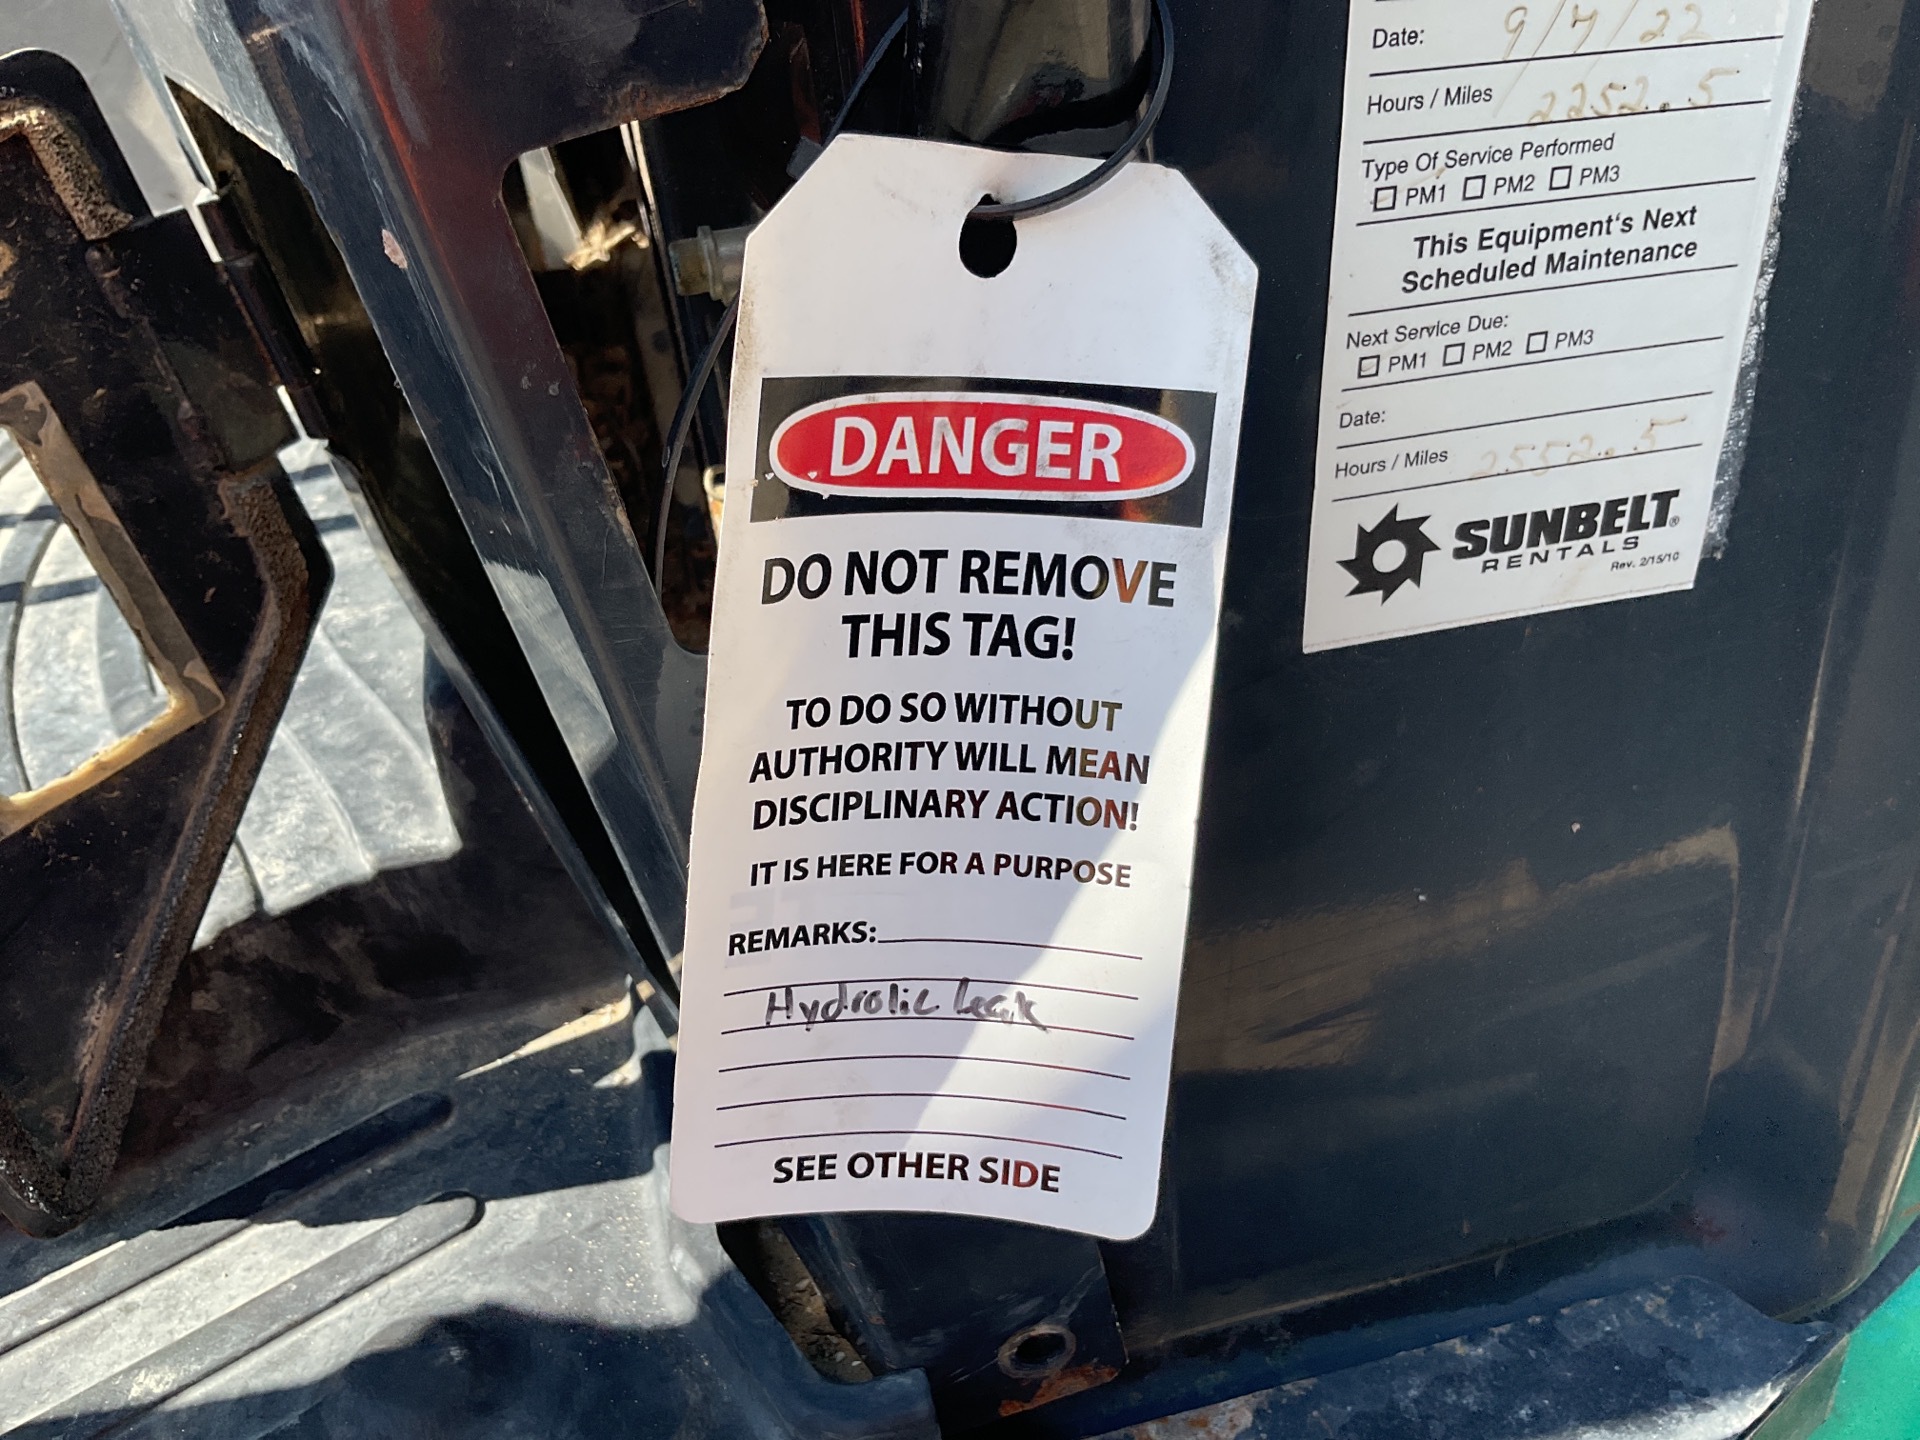 DANGER
DO NOT REMOVE
THIS TAG!
TO DO SO WITHOUT
AUTHORITY WILL MEAN
DISCIPLINARY ACTION!
IT IS HERE FOR A PURPOSE
REMARKS:
Hydrolic Leak
SEE OTHER SIDE
Date: 9/7/22
Hours / Miles 2252.5
Type Of Service Performed
PM1 PM2 PM3
This Equipment's Next
Scheduled Maintenance
Next Service Due:
PM1 PM2 PM3
Date:
Hours / Miles 2552.5
SUNBELT®
RENTALS
Rev. 2/15/10